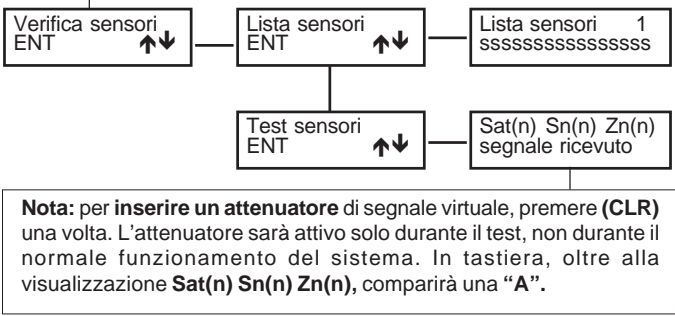 Verifica sensori
ENT ↑↓
Lista sensori
ENT ↑↓
Lista sensori 1
ssssssssssssssss
Test sensori
ENT ↑↓
Sat(n) Sn(n) Zn(n)
segnale ricevuto
Nota: per inserire un attenuatore di segnale virtuale, premere (CLR)
una volta. L'attenuatore sarà attivo solo durante il test, non durante il
normale funzionamento del sistema. In tastiera, oltre alla
visualizzazione Sat(n) Sn(n) Zn(n), comparirà una “A”.